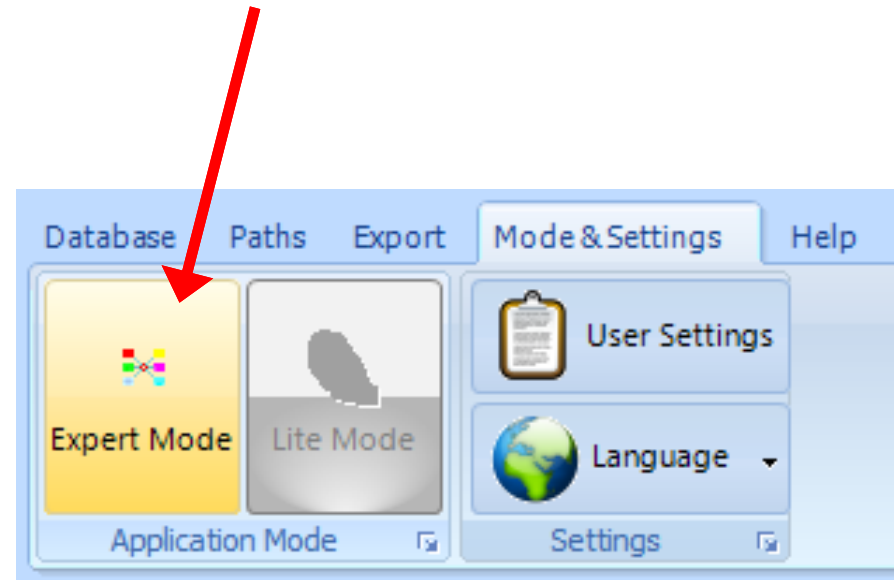 Database Paths Export Mode & Settings Help
Expert Mode Lite Mode User Settings
Language
Application Mode Settings